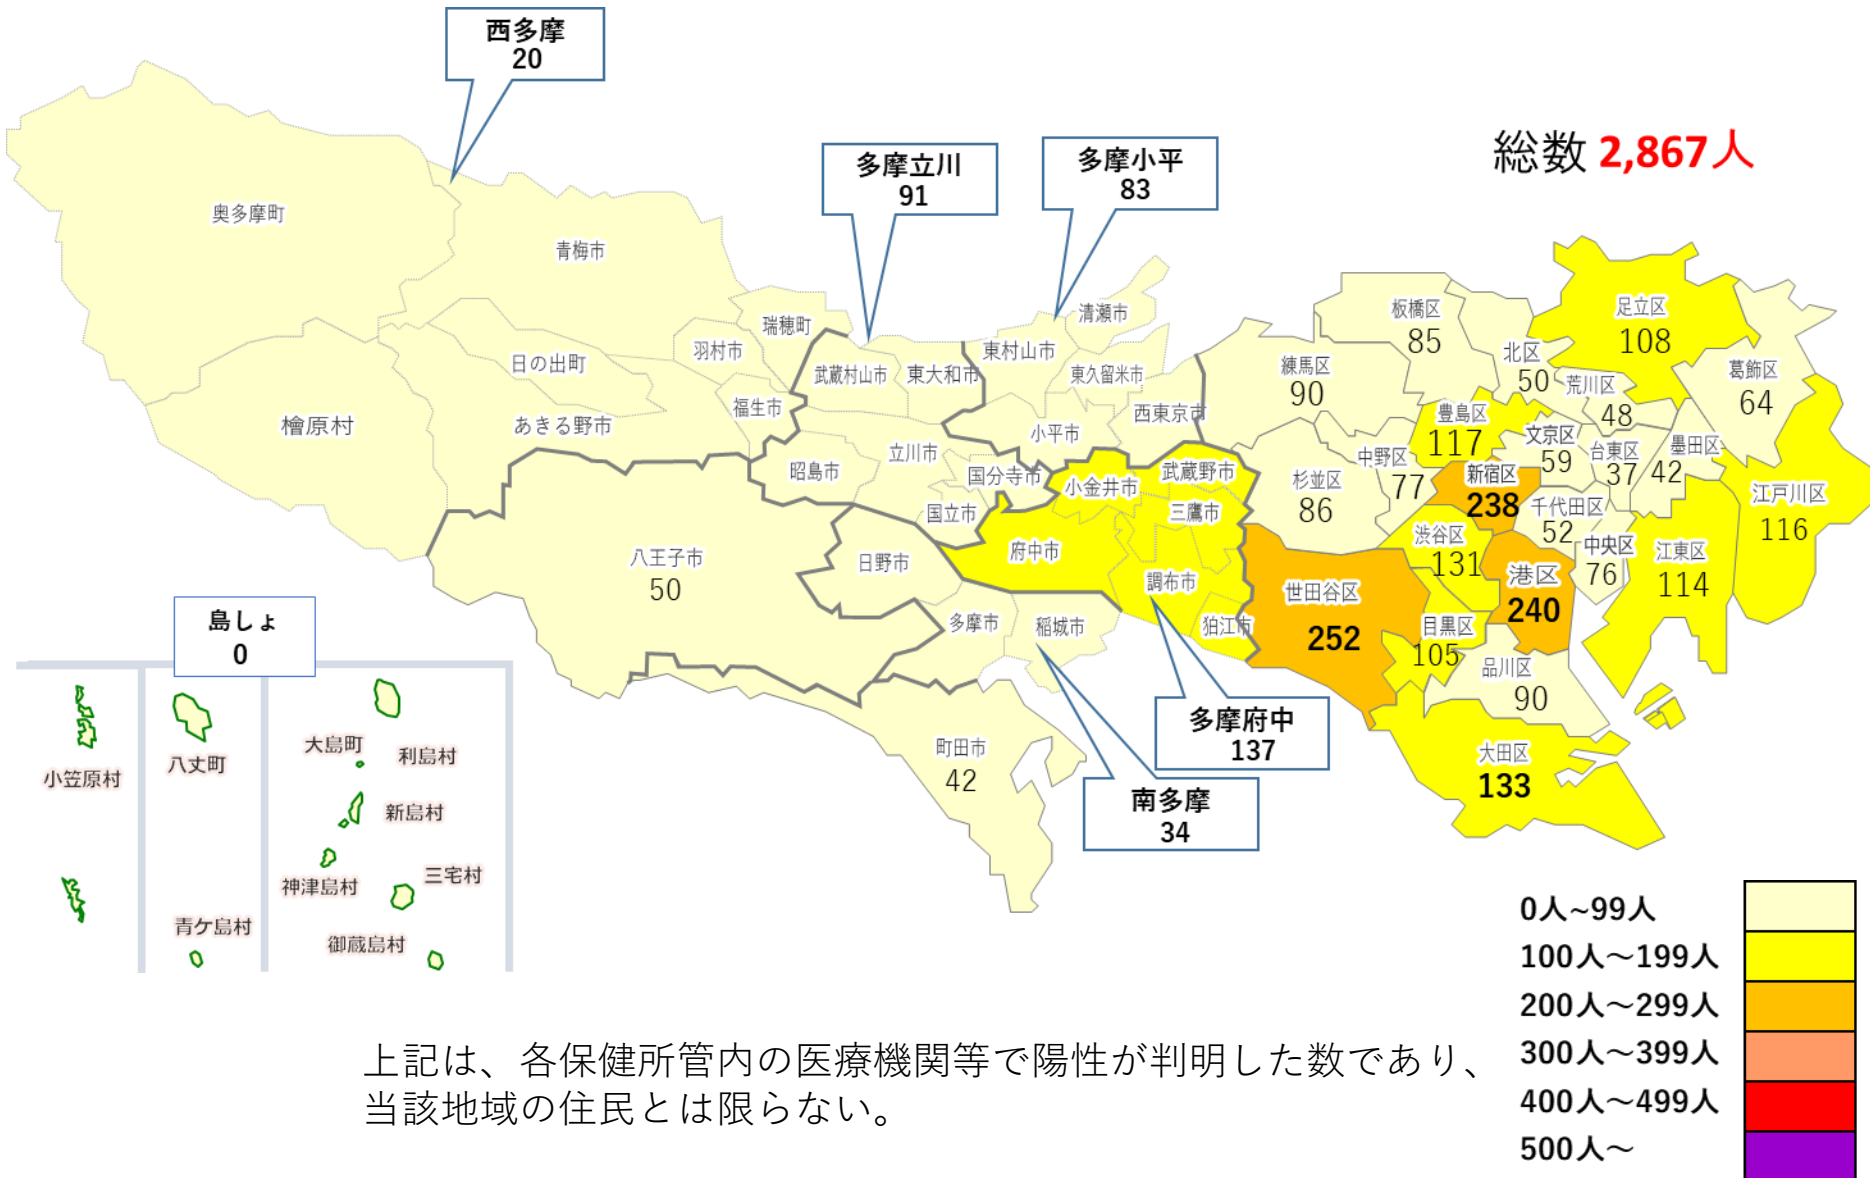 西多摩
20
多摩立川
91
多摩小平
83
総数 2,867人
奥多摩町
青梅市
瑞穂町
羽村市
日の出町
福生市
あきる野市
檜原村
武蔵村山市
東大和市
東村山市
清瀬市
東久留米市
西東京市
小平市
昭島市
立川市
国分寺市
国立市
小金井市
武蔵野市
三鷹市
府中市
調布市
狛江市
八王子市
50
日野市
多摩市
稲城市
町田市
42
多摩府中
137
南多摩
34
板橋区
85
練馬区
90
北区
50
足立区
108
荒川区
48
葛飾区
64
豊島区
117
文京区
59
台東区
37
墨田区
42
江戸川区
116
中野区
77
杉並区
86
新宿区
238
千代田区
52
渋谷区
131
中央区
76
江東区
114
港区
240
世田谷区
252
目黒区
105
品川区
90
大田区
133
島しょ
0
小笠原村
八丈町
青ケ島村
大島町
利島村
新島村
神津島村
三宅村
御蔵島村
0人~99人
100人～199人
200人～299人
300人～399人
400人～499人
500人～
上記は、各保健所管内の医療機関等で陽性が判明した数であり、
当該地域の住民とは限らない。